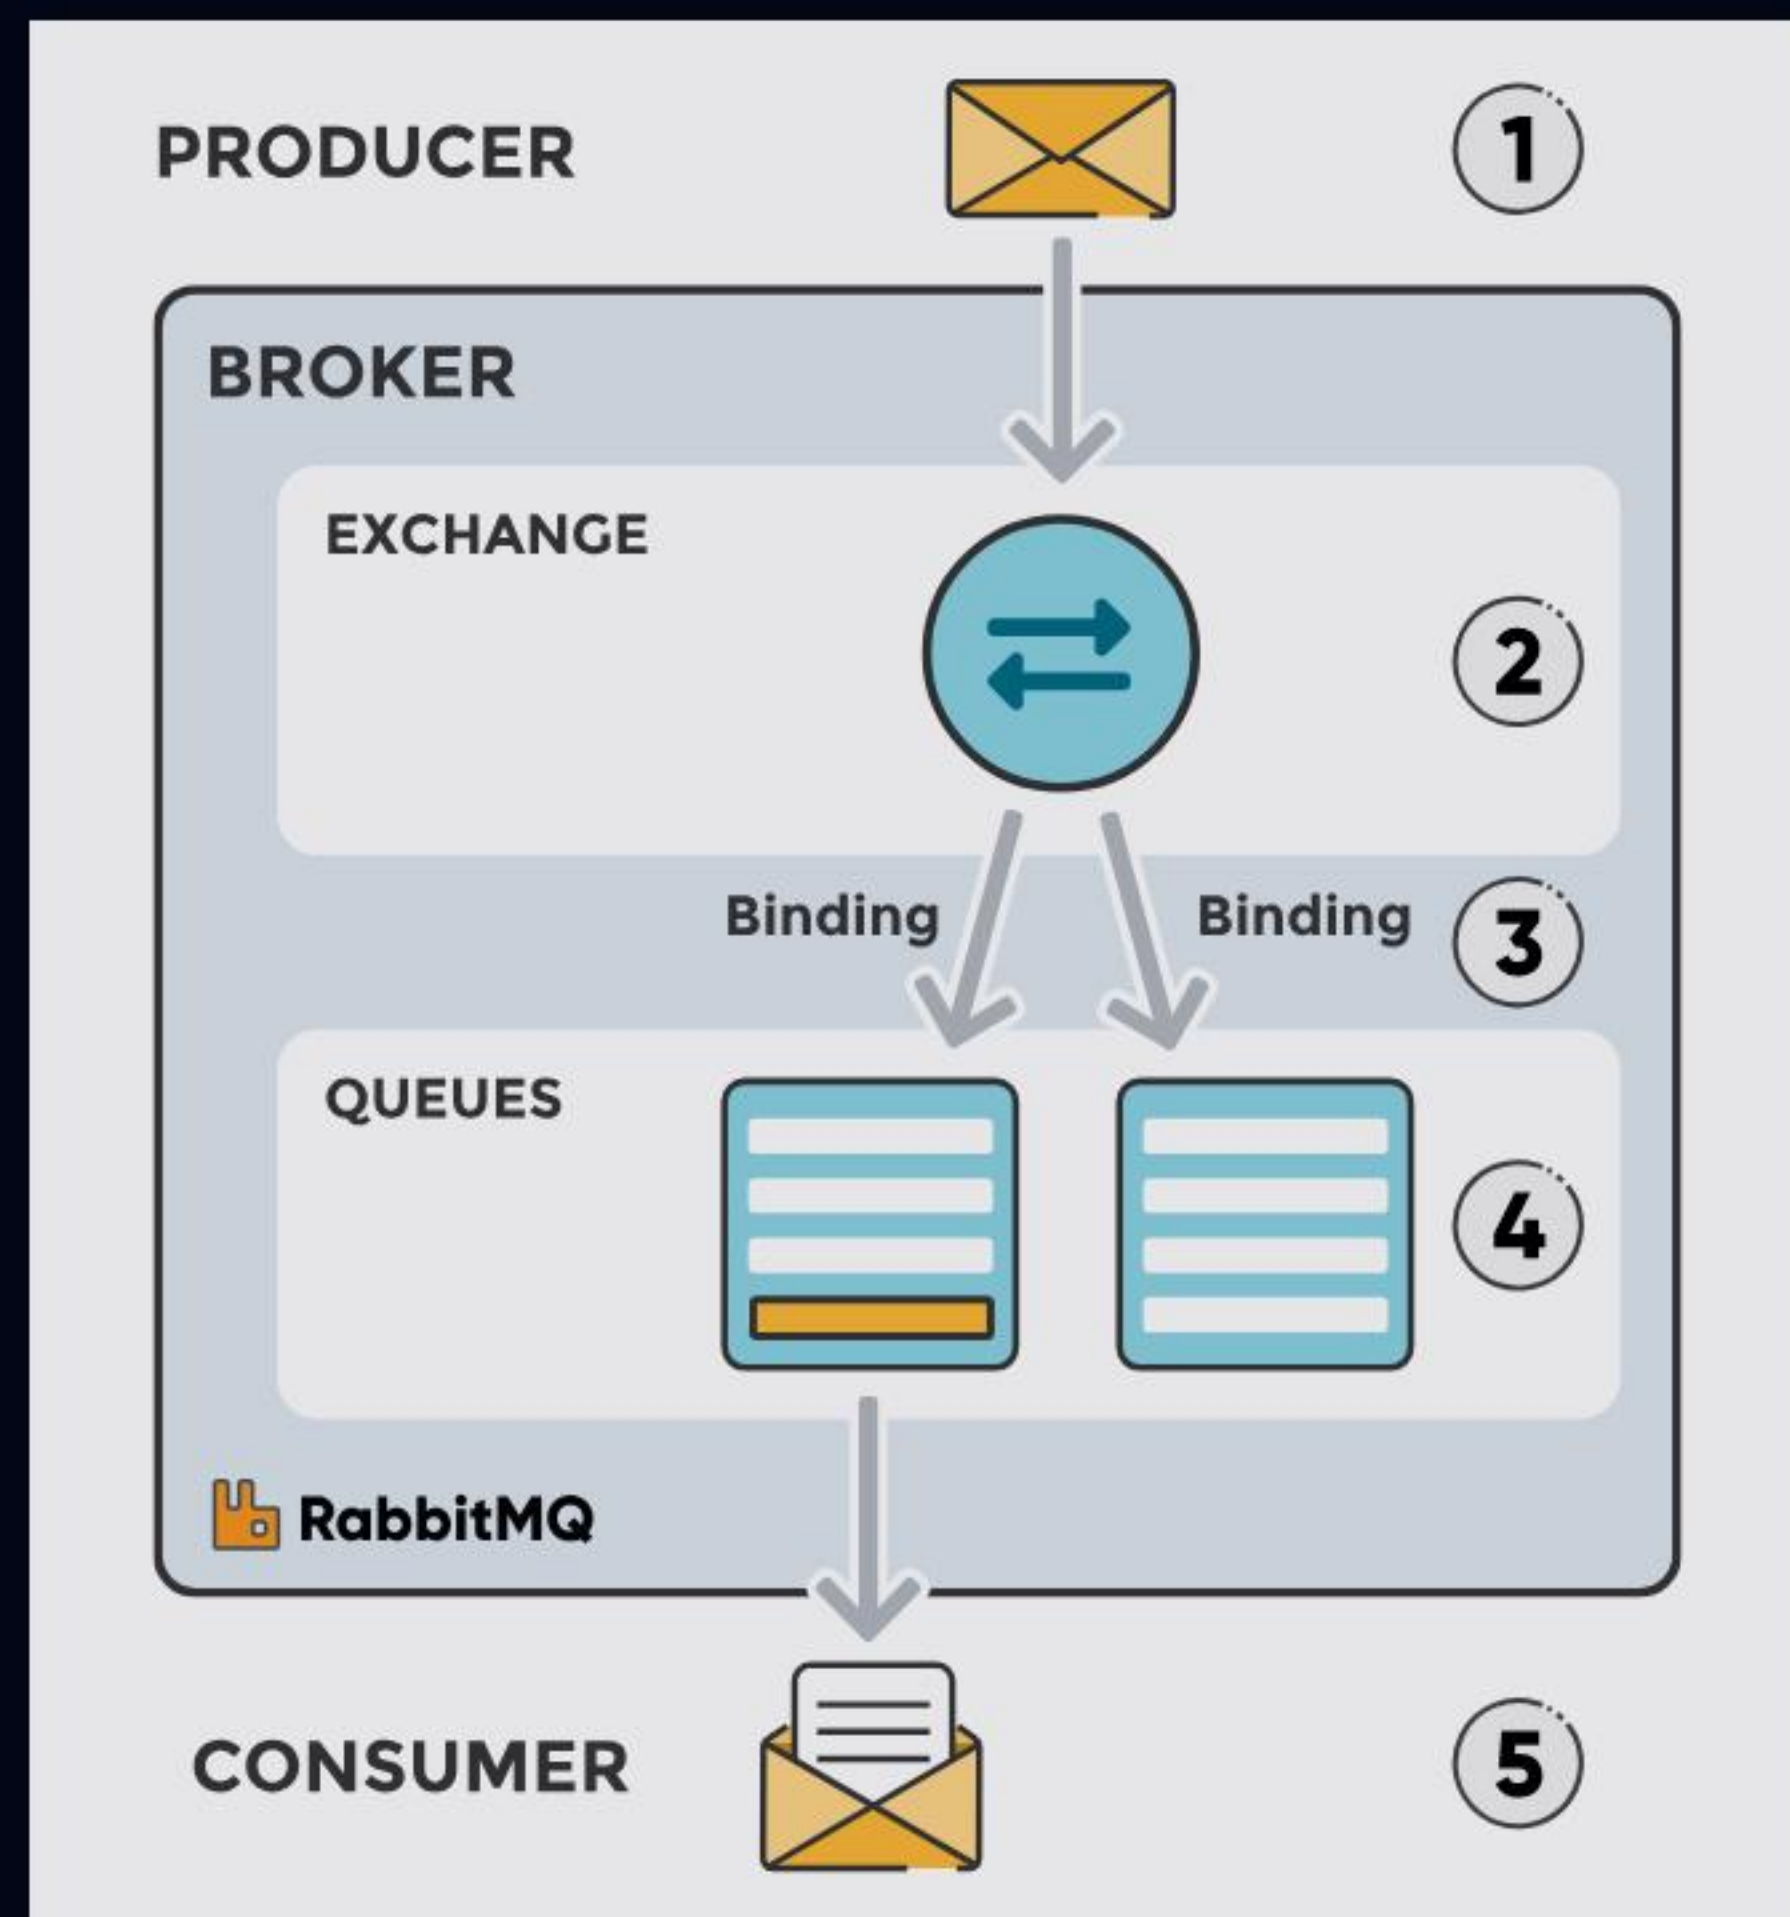 PRODUCER
1
BROKER
EXCHANGE
2
Binding
Binding
3
QUEUES
4
RabbitMQ
CONSUMER
5